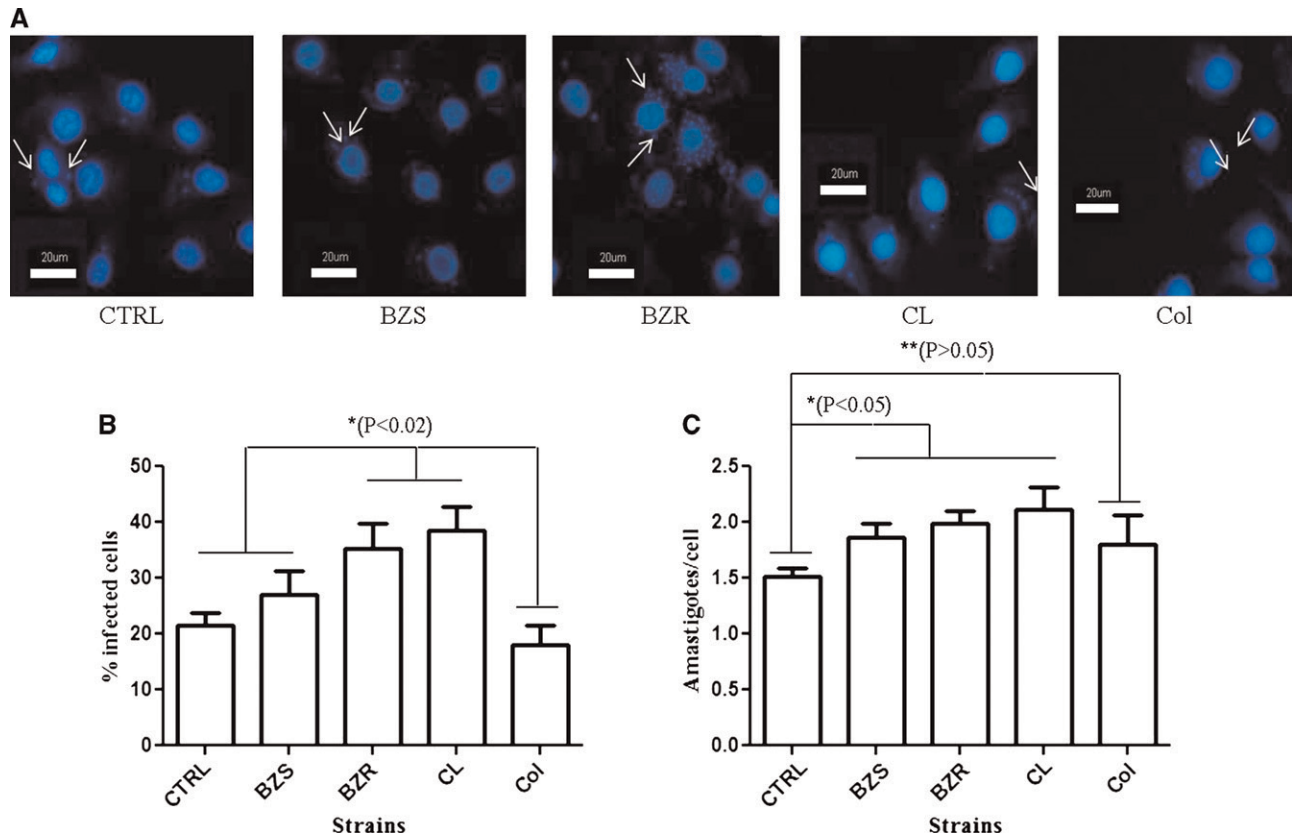 A
20um
20um
20um
20um
20um
CTRL
BZS
BZR
CL
Col
B
*(P<0.02)
% infected cells
50
40
30
20
10
0
CTRL
BZS
BZR
CL
Col
Strains
C
**(P>0.05)
*(P<0.05)
Amastigotes/cell
2.5
2.0
1.5
1.0
0.5
0.0
CTRL
BZS
BZR
CL
Col
Strains